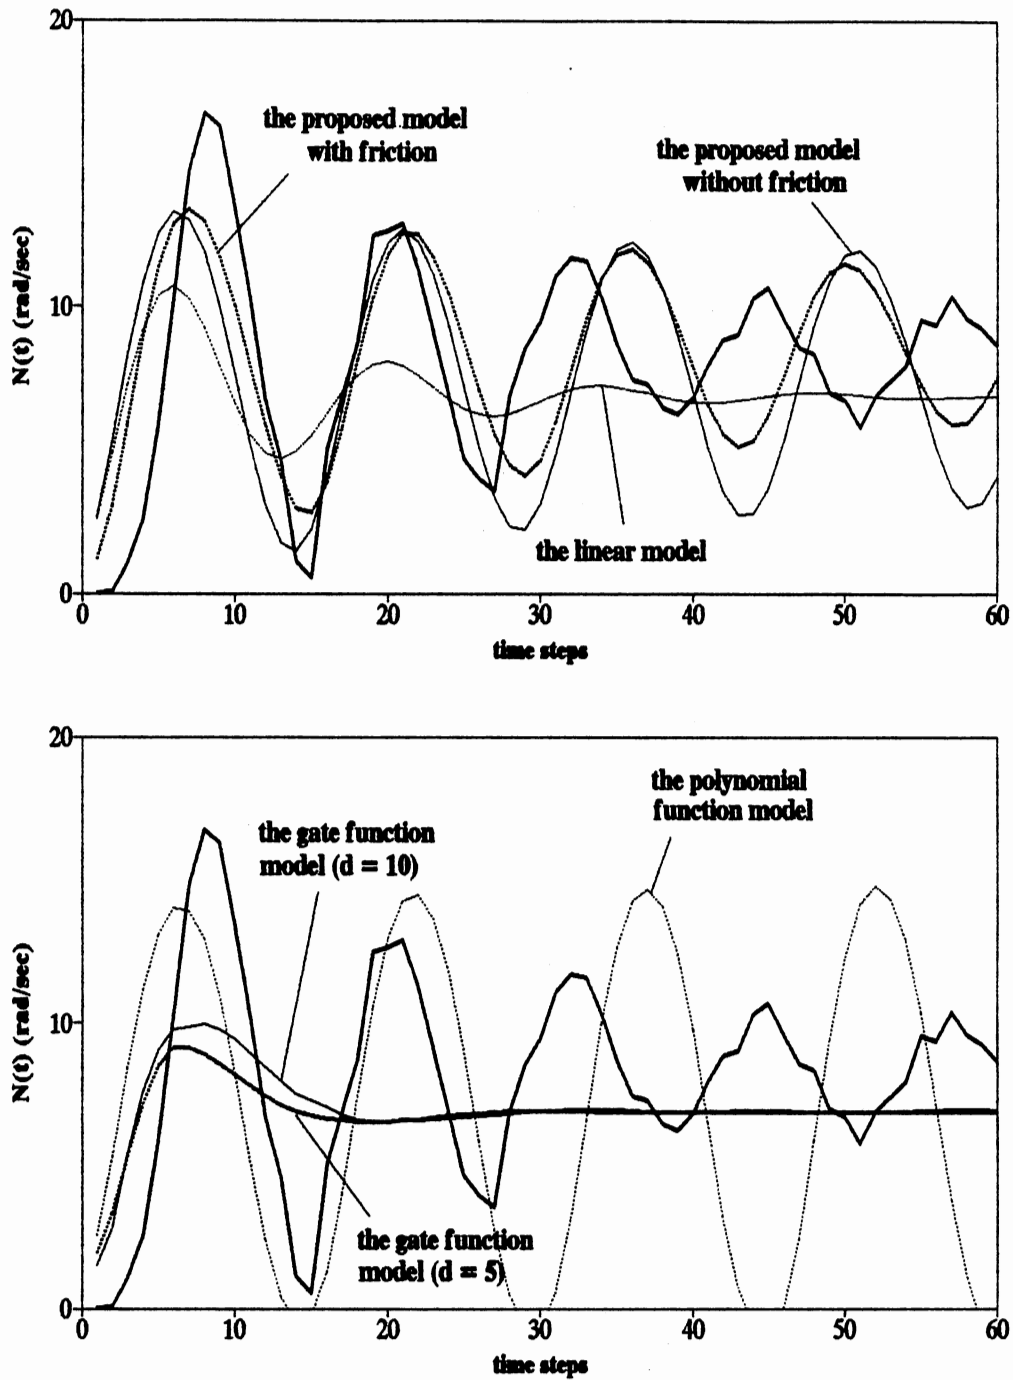 20
the proposed model
with friction
the proposed model
without friction
N(t) (rad/sec)
10
the linear model
0
0 10 20 30 40 50 60
time steps
20
the polynomial
function model
the gate function
model (d = 10)
N(t) (rad/sec)
10
the gate function
model (d = 5)
0
0 10 20 30 40 50 60
time steps